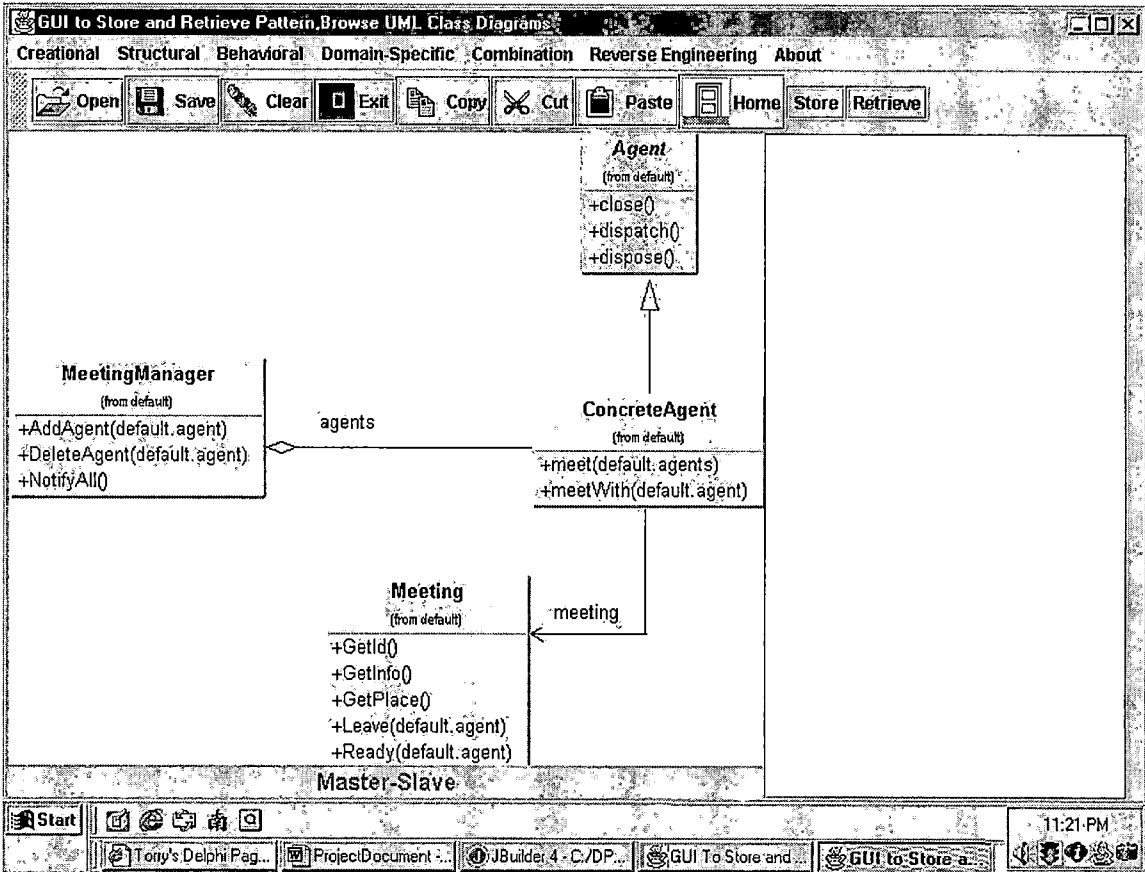 GUI to Store and Retrieve Pattern,Browse UML Class Diagrams
Creational Structural Behavioral Domain-Specific Combination Reverse Engineering About
Open Save Clear Exit Copy Cut Paste Home Store Retrieve
Agent
(from default)
+close()
+dispatch()
+dispose()
MeetingManager
(from default)
+AddAgent(default.agent)
+DeleteAgent(default.agent)
+NotifyAll()
agents
ConcreteAgent
(from default)
+meet(default.agents)
+meetWith(default.agent)
Meeting
(from default)
+GetId()
+GetInfo()
+GetPlace()
+Leave(default.agent)
+Ready(default.agent)
meeting
Master-Slave
Start
11:21 PM
Tony's Delphi Pag... ProjectDocument -... JBuilder 4 - C:/DP... GUI To Store and ... GUI to Store a...